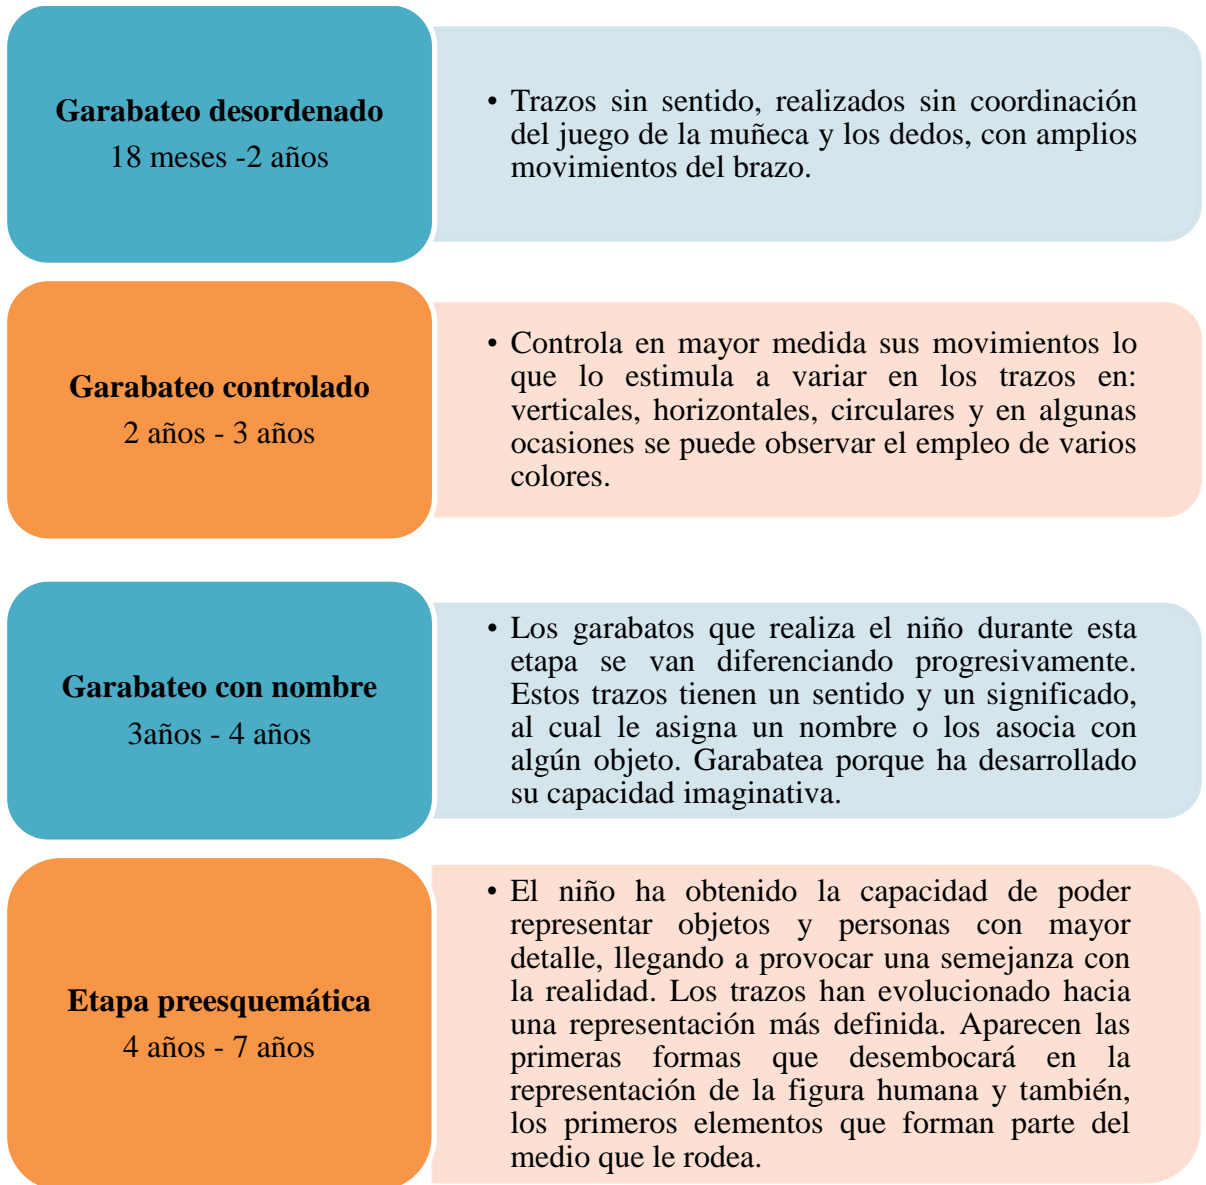 Garabateo desordenado
18 meses -2 años
• Trazos sin sentido, realizados sin coordinación
del juego de la muñeca y los dedos, con amplios
movimientos del brazo.
Garabateo controlado
2 años - 3 años
• Controla en mayor medida sus movimientos lo
que lo estimula a variar en los trazos en:
verticales, horizontales, circulares y en algunas
ocasiones se puede observar el empleo de varios
colores.
Garabateo con nombre
3años - 4 años
• Los garabatos que realiza el niño durante esta
etapa se van diferenciando progresivamente.
Estos trazos tienen un sentido y un significado,
al cual le asigna un nombre o los asocia con
algún objeto. Garabatea porque ha desarrollado
su capacidad imaginativa.
Etapa preesquemática
4 años - 7 años
• El niño ha obtenido la capacidad de poder
representar objetos y personas con mayor
detalle, llegando a provocar una semejanza con
la realidad. Los trazos han evolucionado hacia
una representación más definida. Aparecen las
primeras formas que desembocará en la
representación de la figura humana y también,
los primeros elementos que forman parte del
medio que le rodea.